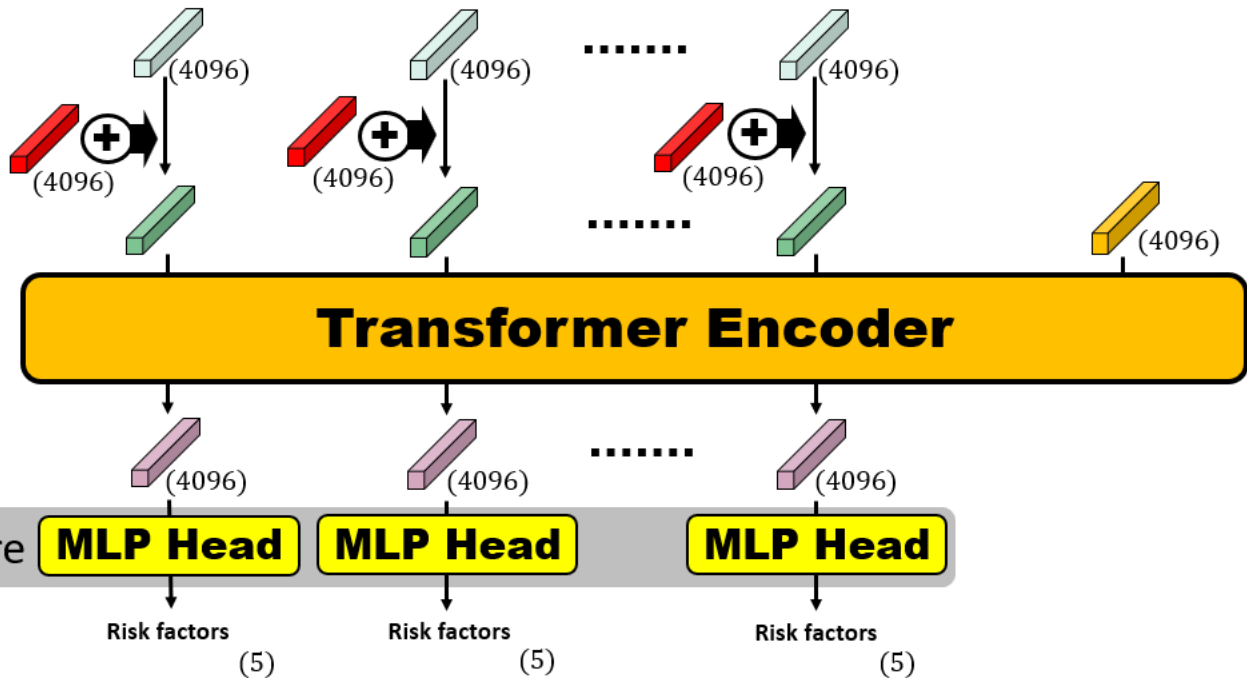 (4096) (4096) ....... (4096)
+ + +
(4096) (4096) (4096)
....... (4096)
Transformer Encoder
(4096) (4096) ....... (4096)
re MLP Head MLP Head MLP Head
Risk factors Risk factors Risk factors
(5) (5) (5)